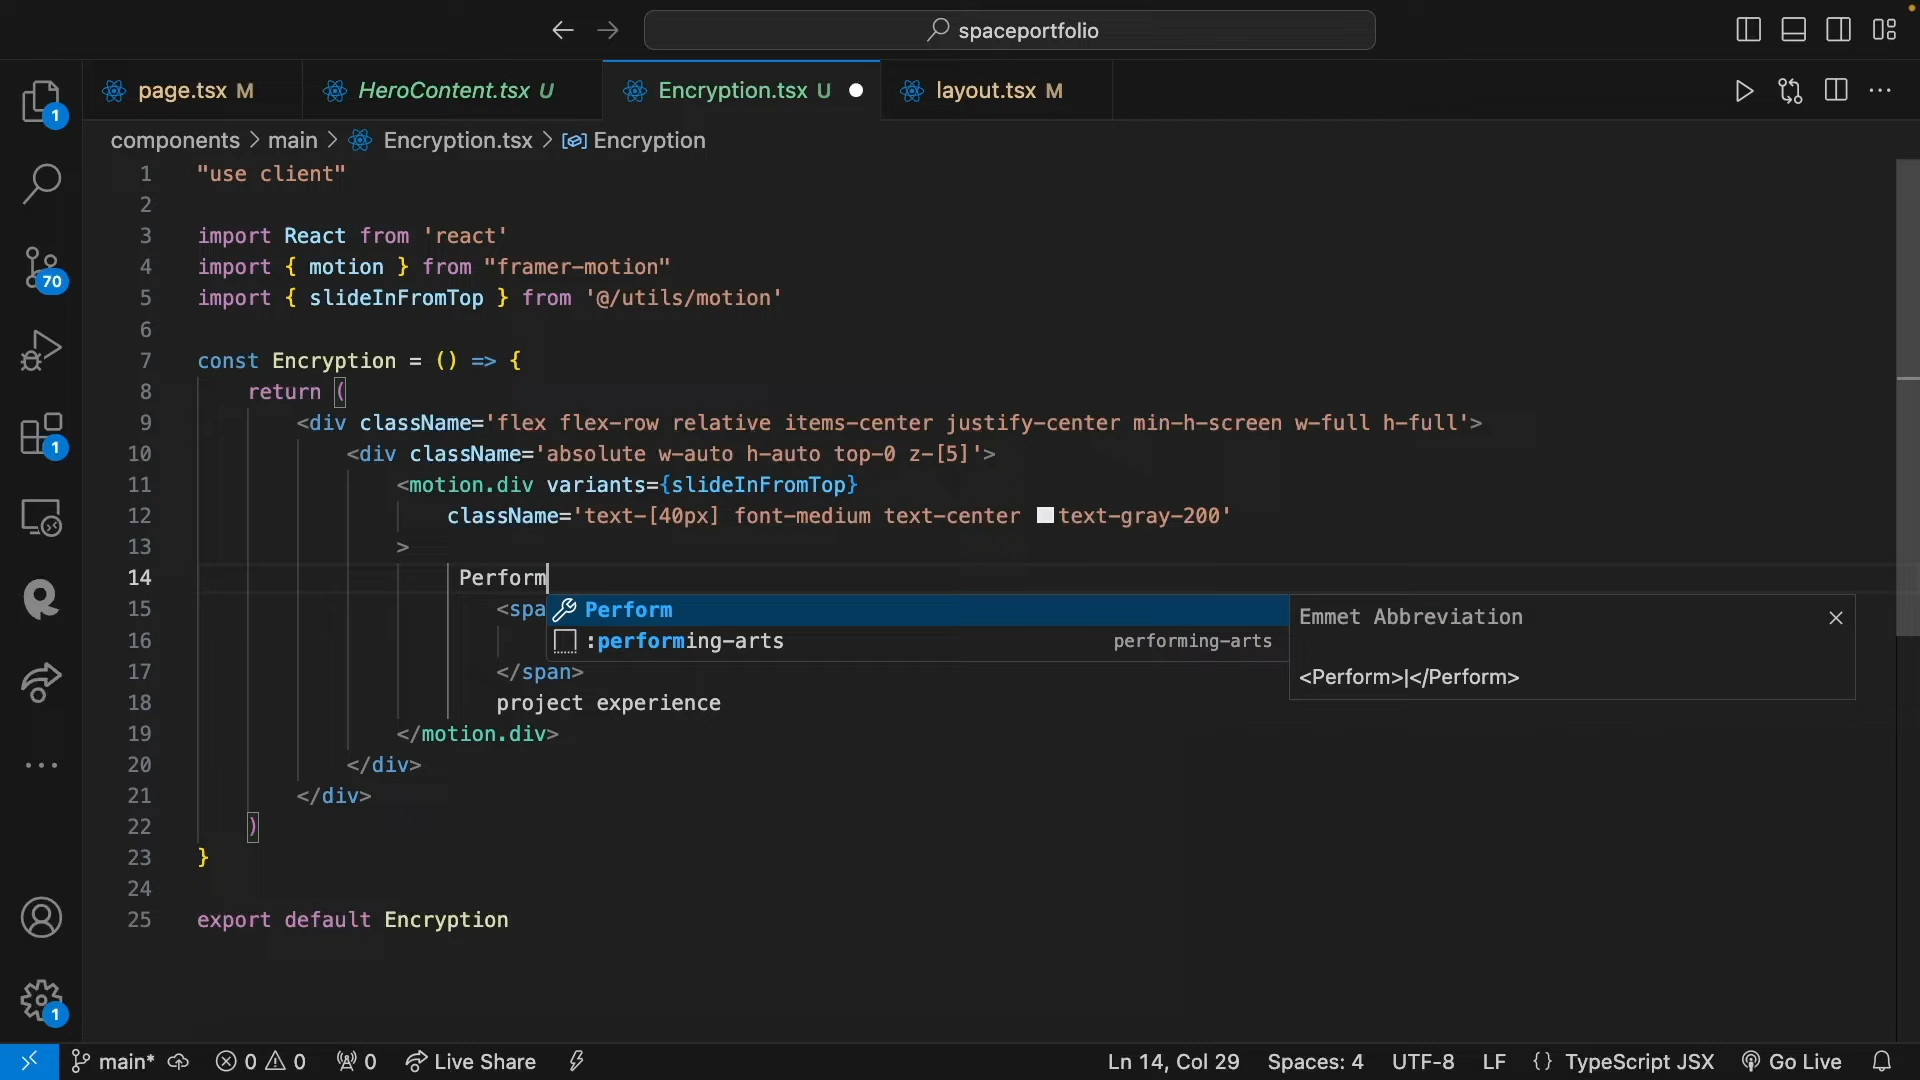 spaceportfolio
page.tsx M
HeroContent.tsx U
Encryption.tsx U
layout.tsx M
components > main > Encryption.tsx > Encryption
1 "use client"
2
3 import React from 'react'
4 import { motion } from "framer-motion"
5 import { slideInFromTop } from '@/utils/motion'
6
7 const Encryption = () => {
8 return (
9 <div className='flex flex-row relative items-center justify-center min-h-screen w-full h-full'>
10 <div className='absolute w-auto h-auto top-0 z-[5]'>
11 <motion.div variants={slideInFromTop}
12 className='text-[40px] font-medium text-center text-gray-200'
13 >
14 Perform
15 <spa
Perform
Emmet Abbreviation
16
:performing-arts performing-arts
17 </span>
<Perform>|</Perform>
18 project experience
19 </motion.div>
20 </div>
21 </div>
22 )
23 }
24
25 export default Encryption
1
70
1
1
main* 0 0 0 Live Share
Ln 14, Col 29 Spaces: 4 UTF-8 LF {} TypeScript JSX Go Live